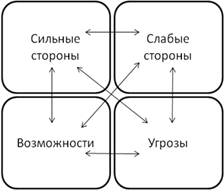 Сильные
стороны
Слабые
стороны
Возможности
Угрозы